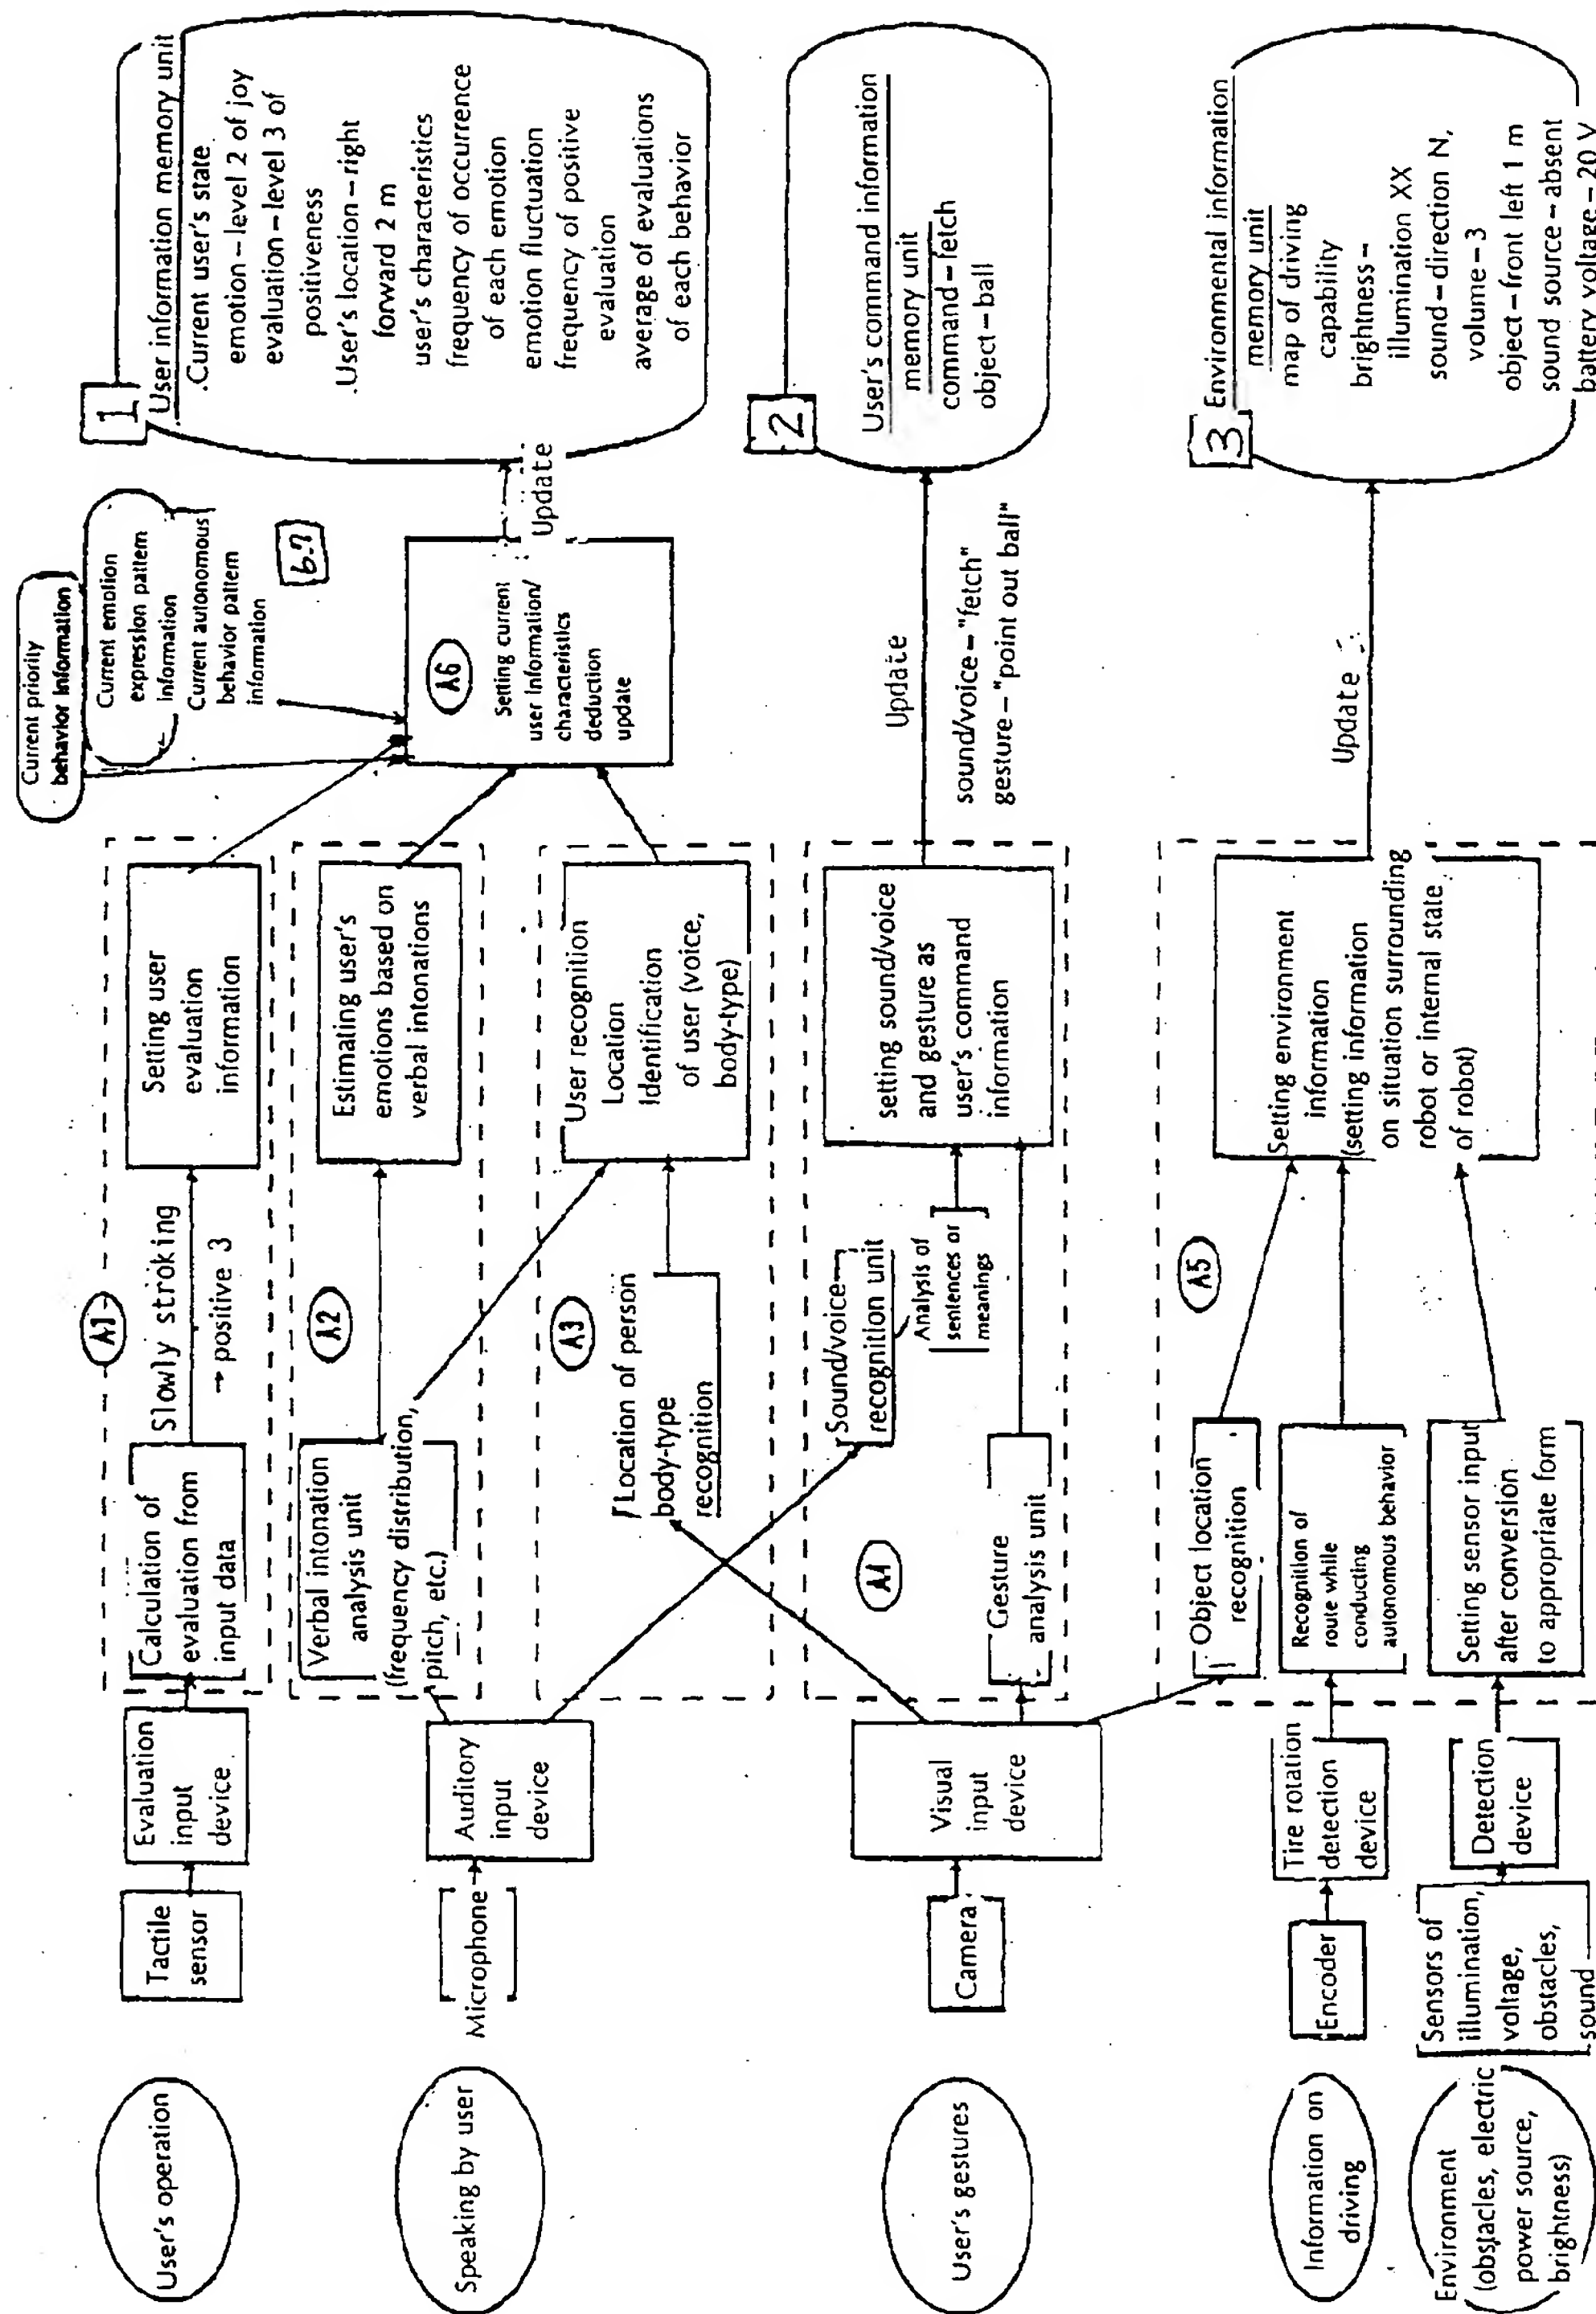 User's operation
Tactile
sensor
Evaluation
input
device
A1
Calculation of
evaluation from
input data
Slowly stroking
→ positive 3
Setting user
evaluation
information
Speaking by user
Microphone
Auditory
input
device
A2
Verbal intonation
analysis unit
(frequency distribution,
pitch, etc.)
Estimating user's
emotions based on
verbal intonations
A3
Location of person
body-type
recognition
User recognition
Location
Identification
of user (voice,
body-type)
Current priority
behavior information
Current emotion
expression pattern
information
Current autonomous
behavior pattern
information
6.7
A6
Setting current
user Information/
characteristics
deduction
update
Update
1
User information memory unit
.Current user's state
emotion – level 2 of joy
evaluation – level 3 of
positiveness
.User's location – right
forward 2 m
user's characteristics
frequency of occurrence
of each emotion
emotion fluctuation
frequency of positive
evaluation
average of evaluations
of each behavior
User's gestures
Camera
Visual
input
device
A4
Sound/voice
recognition unit
Analysis of
sentences or
meanings
Gesture
analysis unit
setting sound/voice
and gesture as
user's command
information
Update
sound/voice – "fetch"
gesture – "point out ball"
2
User's command information
memory unit
command – fetch
object – ball
Information on
driving
Encoder
Tire rotation
detection
device
Environment
(obstacles, electric
power source,
brightness)
Sensors of
illumination,
voltage,
obstacles,
sound
Detection
device
A5
Object location
recognition
Recognition of
route while
conducting
autonomous behavior
Setting sensor input
after conversion
to appropriate form
Setting environment
information
(setting information
on situation surrounding
robot or internal state
of robot)
Update
3
Environmental information
memory unit
map of driving
capability
brightness –
illumination XX
sound – direction N,
volume – 3
object – front left 1 m
sound source – absent
battery voltage – 20 V